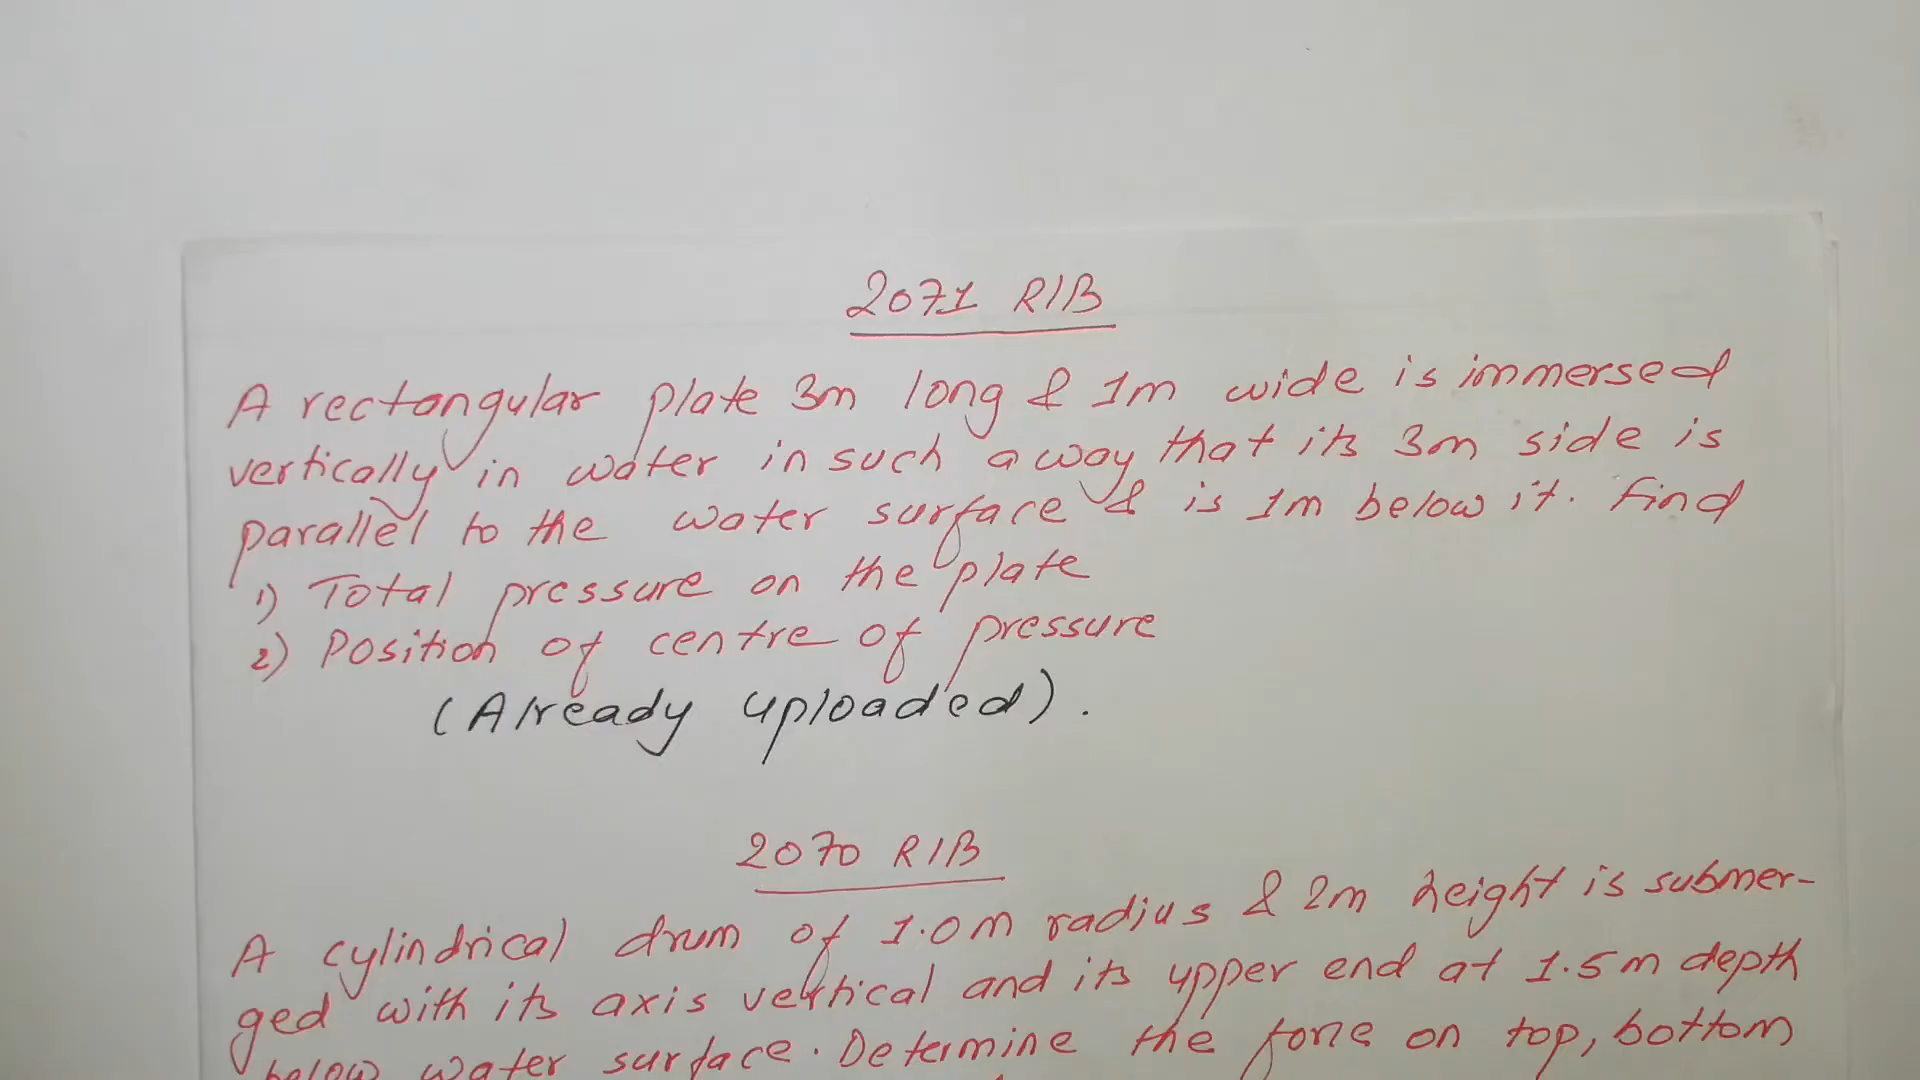 2071 RIB
A rectangular plate 3m long & 1m wide is immersed
vertically in water in such a way that its 3m side is
parallel to the water surface & is 1m below it. Find
1) Total pressure on the plate
2) Position of centre of pressure
(Already uploaded).
2070 RIB
A cylindrical drum of 1.0m radius & 2m height is submer-
ged with its axis vertical and its upper end at 1.5m depth
below water surface. Determine the force on top, bottom